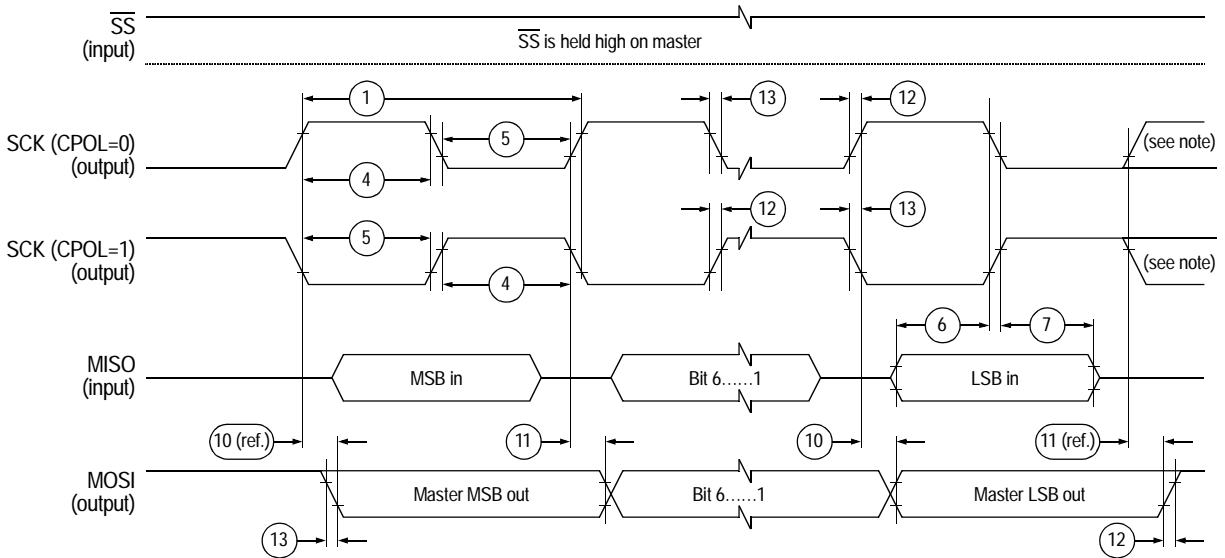 SS
(input)
SS is held high on master
1
13
12
SCK (CPOL=0)
(output)
5
(see note)
4
12
13
SCK (CPOL=1)
(output)
5
(see note)
4
6
7
MISO
(input)
MSB in
Bit 6......1
LSB in
10 (ref.)
11
10
11 (ref.)
MOSI
(output)
Master MSB out
Bit 6......1
Master LSB out
13
12